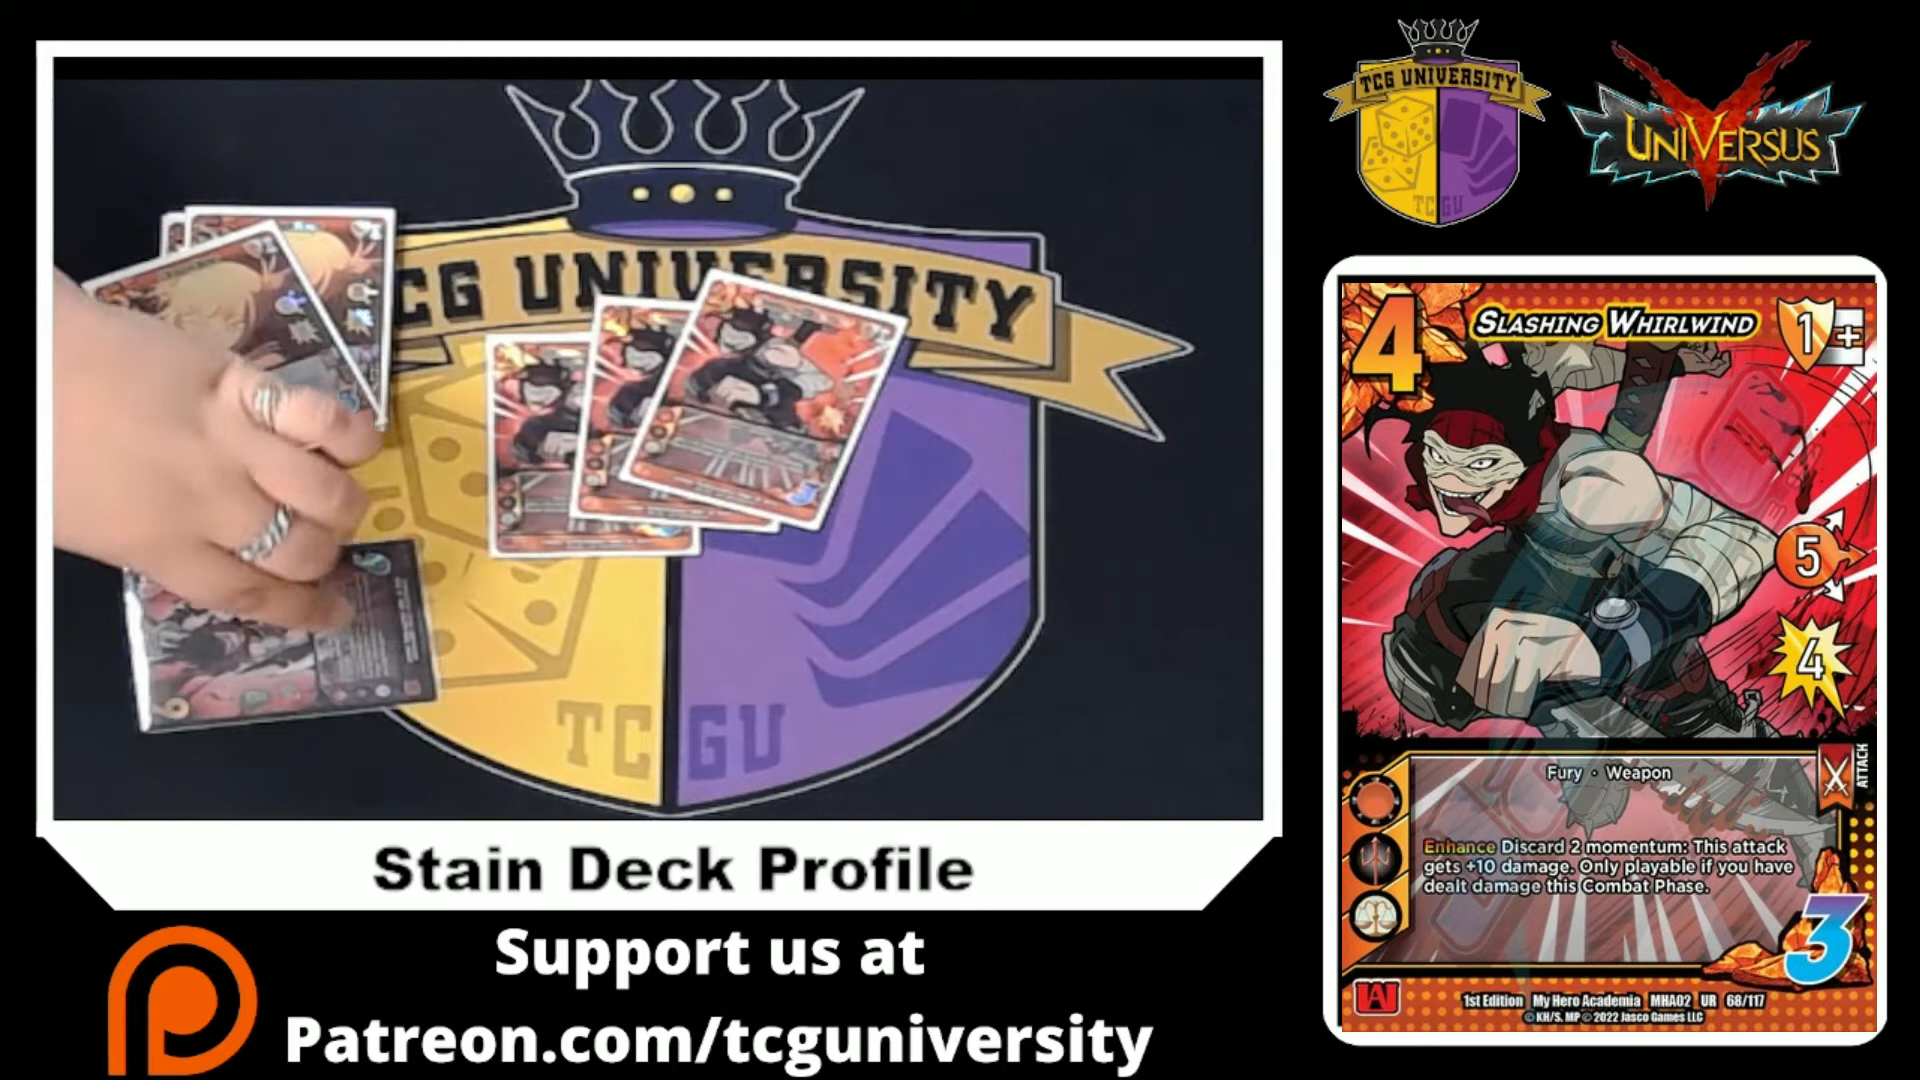 TCG UNIVERSITY
TC GU
UNIVERSUS
CG UNIVERSITY
TC GU
4
SLASHING WHIRLWIND
1 +
5
4
ATTACK
Fury • Weapon
Enhance Discard 2 momentum: This attack
gets +10 damage. Only playable if you have
dealt damage this Combat Phase.
3
1st Edition My Hero Academia MHA02 UR 68/117
© KH/S. MP © 2022 Jasco Games LLC
Stain Deck Profile
Support us at
Patreon.com/tcguniversity